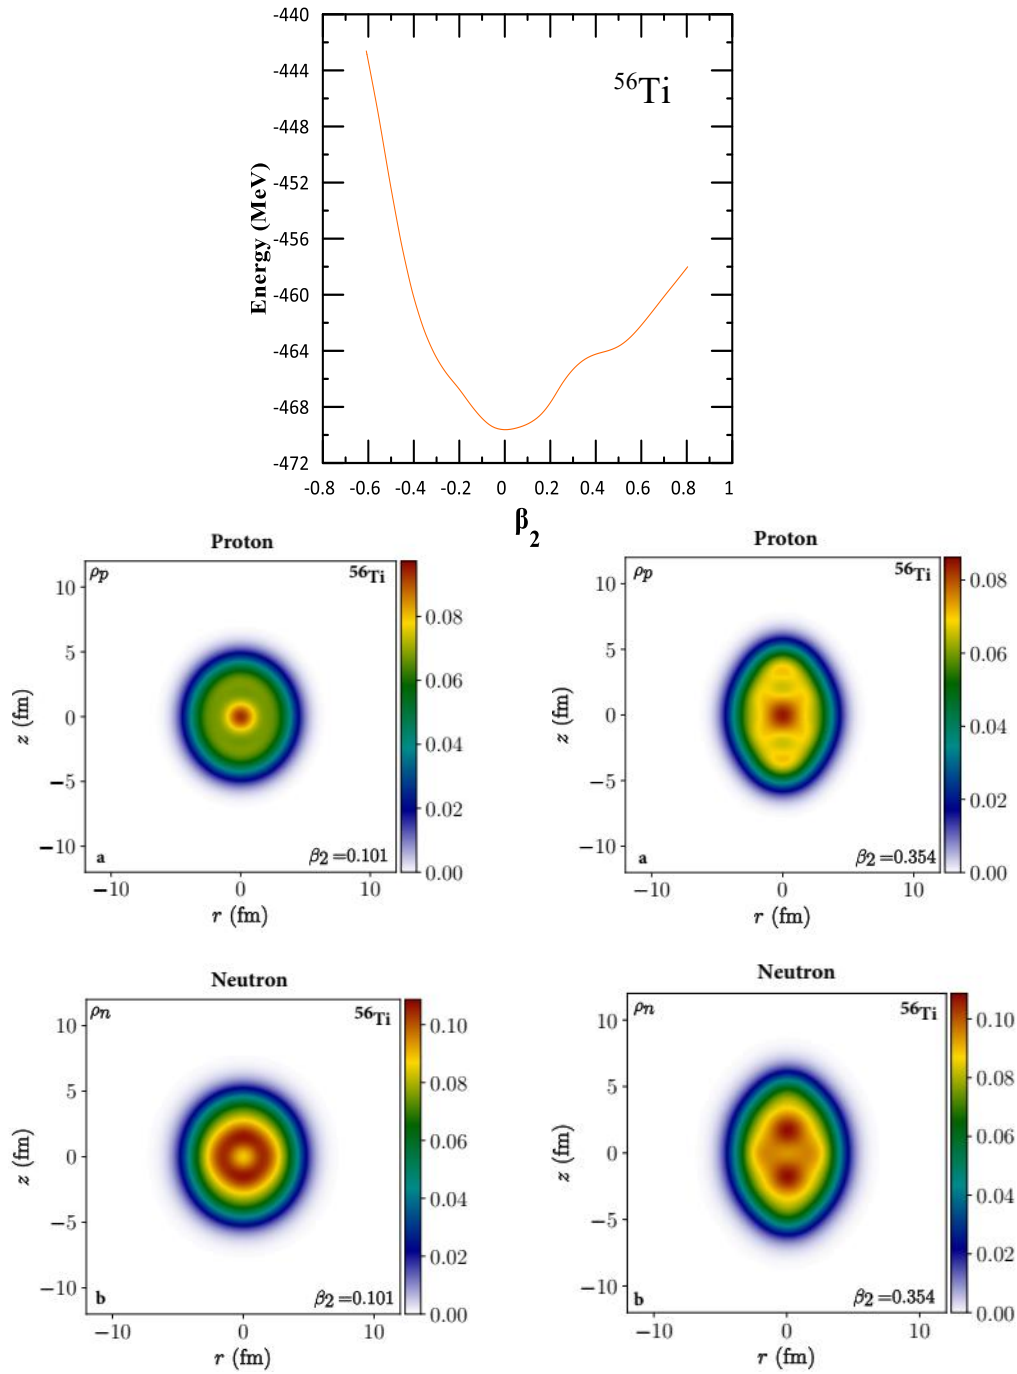 -440
-444
-448
-452
-456
-460
-464
-468
-472
Energy (MeV)
⁵⁶Ti
-0.8 -0.6 -0.4 -0.2 0 0.2 0.4 0.6 0.8 1
β₂
Proton
ρp
⁵⁶Ti
10
5
0
−5
−10
z (fm)
a
β2=0.101
−10 0 10
r (fm)
0.08
0.06
0.04
0.02
0.00
Proton
ρp
⁵⁶Ti
10
5
0
−5
−10
z (fm)
a
β2=0.354
−10 0 10
r (fm)
0.08
0.06
0.04
0.02
0.00
Neutron
ρn
⁵⁶Ti
10
5
0
−5
−10
z (fm)
b
β2=0.101
−10 0 10
r (fm)
0.10
0.08
0.06
0.04
0.02
0.00
Neutron
ρn
⁵⁶Ti
10
5
0
−5
−10
z (fm)
b
β2=0.354
−10 0 10
r (fm)
0.10
0.08
0.06
0.04
0.02
0.00